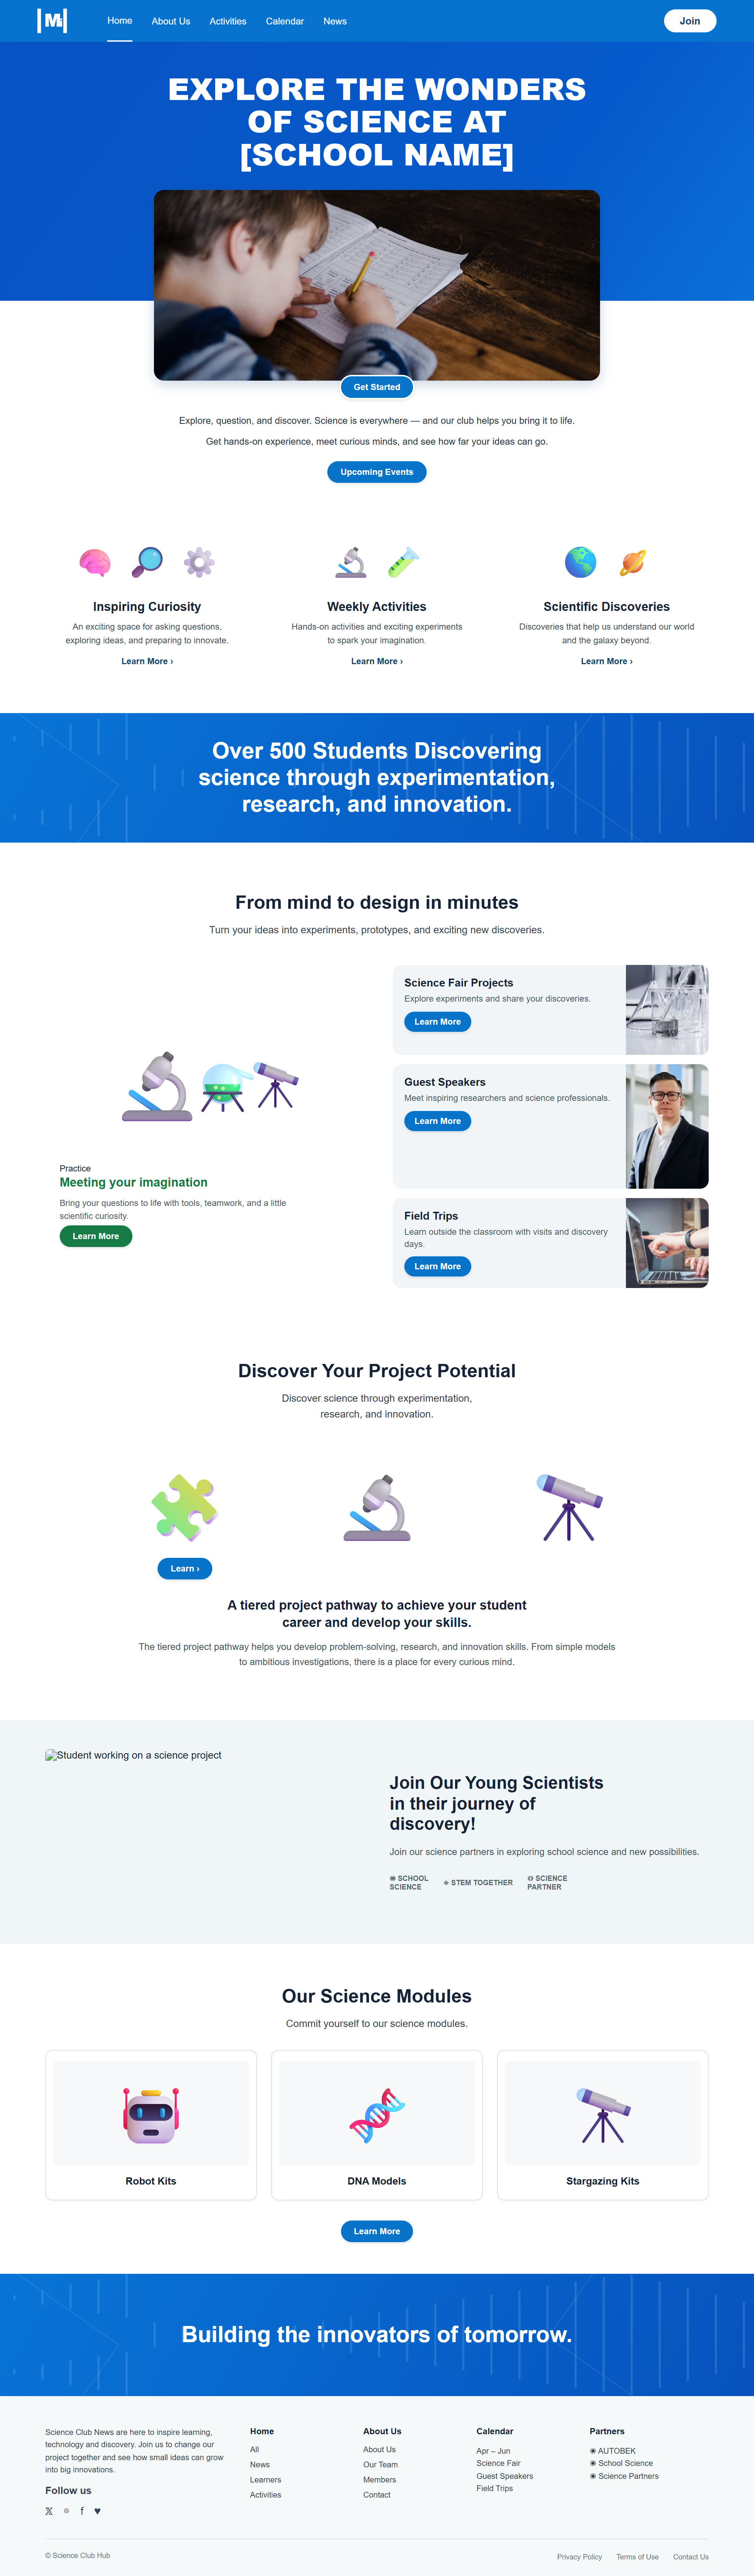 |M|
Home
About Us
Activities
Calendar
News
Join
EXPLORE THE WONDERS
OF SCIENCE AT
[SCHOOL NAME]
Get Started
Explore, question, and discover. Science is everywhere — and our club helps you bring it to life.
Get hands-on experience, meet curious minds, and see how far your ideas can go.
Upcoming Events
Inspiring Curiosity
An exciting space for asking questions,
exploring ideas, and preparing to innovate.
Learn More ›
Weekly Activities
Hands-on activities and exciting experiments
to spark your imagination.
Learn More ›
Scientific Discoveries
Discoveries that help us understand our world
and the galaxy beyond.
Learn More ›
Over 500 Students Discovering
science through experimentation,
research, and innovation.
From mind to design in minutes
Turn your ideas into experiments, prototypes, and exciting new discoveries.
Practice
Meeting your imagination
Bring your questions to life with tools, teamwork, and a little
scientific curiosity.
Learn More
Science Fair Projects
Explore experiments and share your discoveries.
Learn More
Guest Speakers
Meet inspiring researchers and science professionals.
Learn More
Field Trips
Learn outside the classroom with visits and discovery
days.
Learn More
Discover Your Project Potential
Discover science through experimentation,
research, and innovation.
Learn ›
A tiered project pathway to achieve your student
career and develop your skills.
The tiered project pathway helps you develop problem-solving, research, and innovation skills. From simple models
to ambitious investigations, there is a place for every curious mind.
Student working on a science project
Join Our Young Scientists
in their journey of
discovery!
Join our science partners in exploring school science and new possibilities.
◉ SCHOOL
SCIENCE
◈ STEM TOGETHER
SCIENCE
PARTNER
Our Science Modules
Commit yourself to our science modules.
Robot Kits
DNA Models
Stargazing Kits
Learn More
Building the innovators of tomorrow.
Science Club News are here to inspire learning,
technology and discovery. Join us to change our
project together and see how small ideas can grow
into big innovations.
Follow us
𝕏 ◎ f ♥
Home
All
News
Learners
Activities
About Us
About Us
Our Team
Members
Contact
Calendar
Apr – Jun
Science Fair
Guest Speakers
Field Trips
Partners
◉ AUTOBEK
◉ School Science
◉ Science Partners
© Science Club Hub
Privacy Policy
Terms of Use
Contact Us